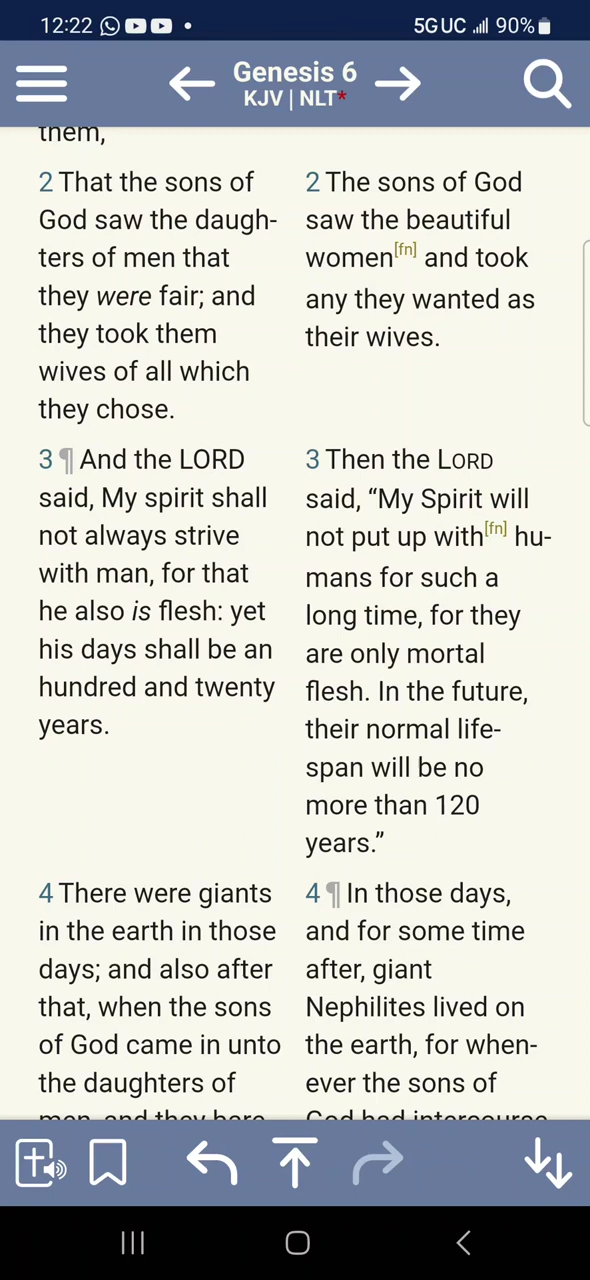 12:22
5GUC 90%
Genesis 6
KJV | NLT*
them,
2 That the sons of
God saw the daugh-
ters of men that
they were fair; and
they took them
wives of all which
they chose.
2 The sons of God
saw the beautiful
women[fn] and took
any they wanted as
their wives.
3 ¶ And the LORD
said, My spirit shall
not always strive
with man, for that
he also is flesh: yet
his days shall be an
hundred and twenty
years.
3 Then the LORD
said, “My Spirit will
not put up with[fn] hu-
mans for such a
long time, for they
are only mortal
flesh. In the future,
their normal life-
span will be no
more than 120
years.”
4 There were giants
in the earth in those
days; and also after
that, when the sons
of God came in unto
the daughters of
men, and they bare
4 ¶ In those days,
and for some time
after, giant
Nephilites lived on
the earth, for when-
ever the sons of
God had intercourse